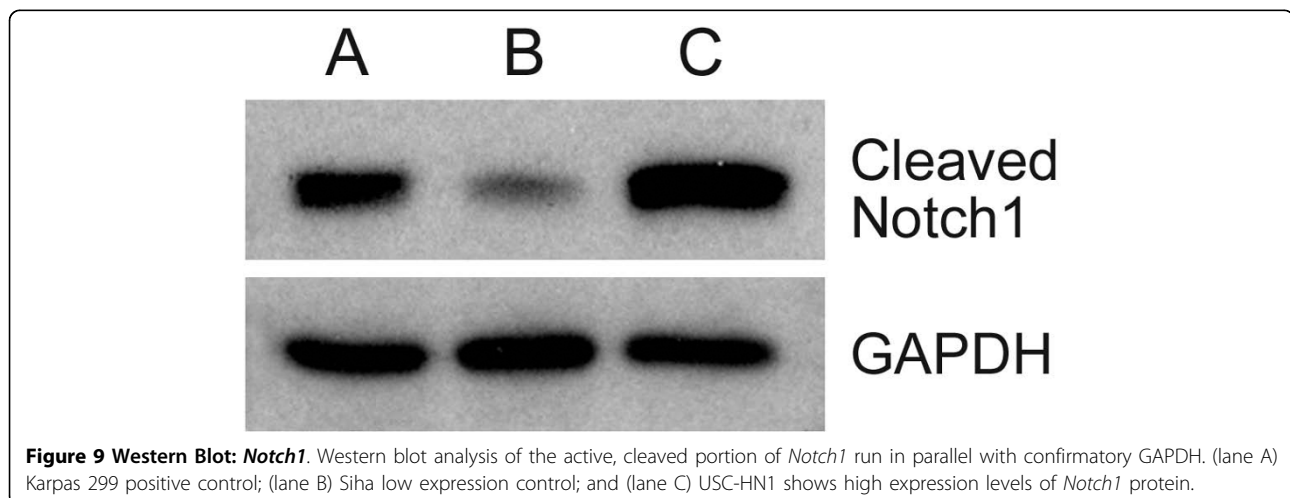 A B C
Cleaved
Notch1
GAPDH
Figure 9 Western Blot: Notch1. Western blot analysis of the active, cleaved portion of Notch1 run in parallel with confirmatory GAPDH. (lane A)
Karpas 299 positive control; (lane B) Siha low expression control; and (lane C) USC-HN1 shows high expression levels of Notch1 protein.